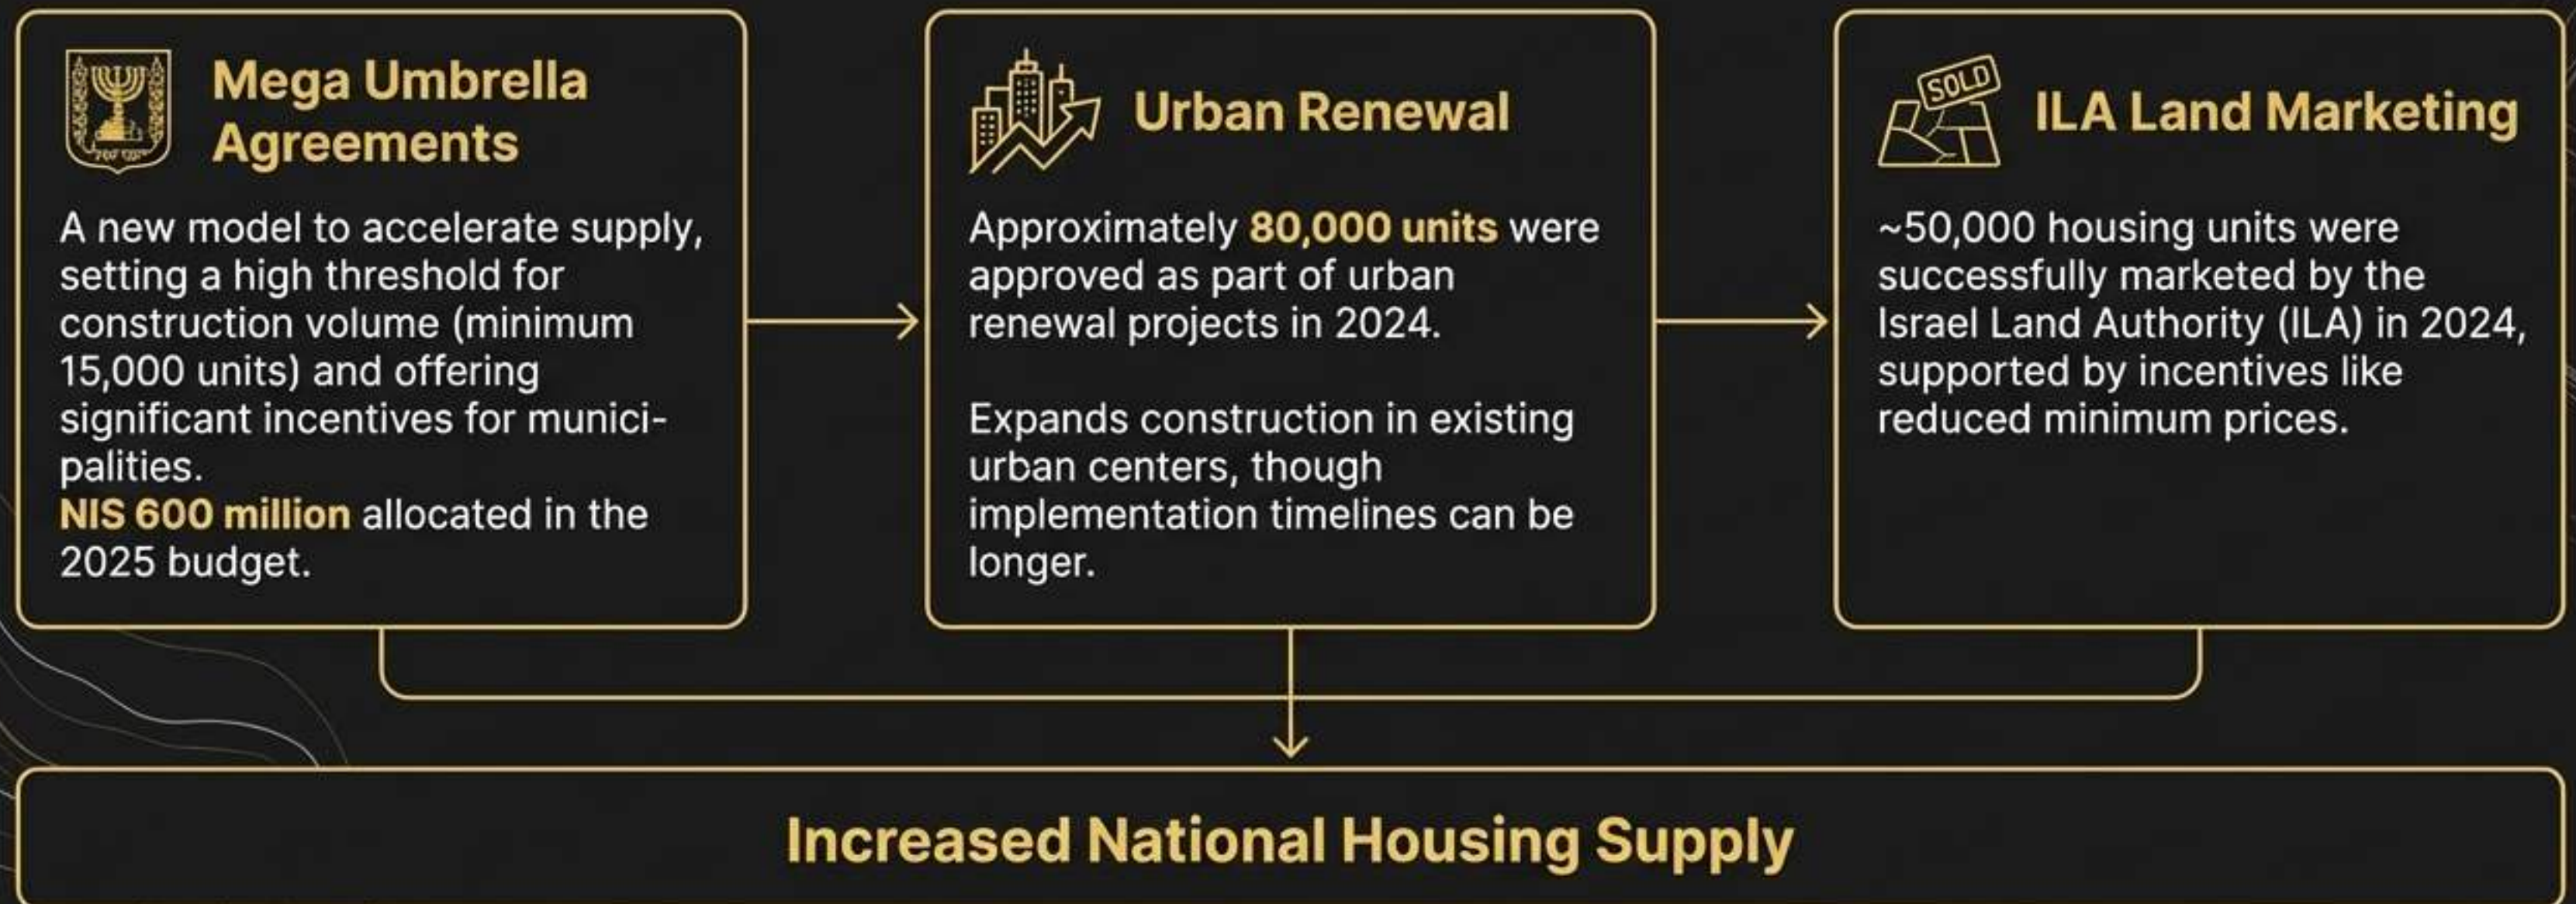 Mega Umbrella
Agreements
A new model to accelerate supply,
setting a high threshold for
construction volume (minimum
15,000 units) and offering
significant incentives for munici-
palities.
NIS 600 million allocated in the
2025 budget.
Urban Renewal
Approximately 80,000 units were
approved as part of urban
renewal projects in 2024.
Expands construction in existing
urban centers, though
implementation timelines can be
longer.
SOLD
ILA Land Marketing
~50,000 housing units were
successfully marketed by the
Israel Land Authority (ILA) in 2024,
supported by incentives like
reduced minimum prices.
Increased National Housing Supply